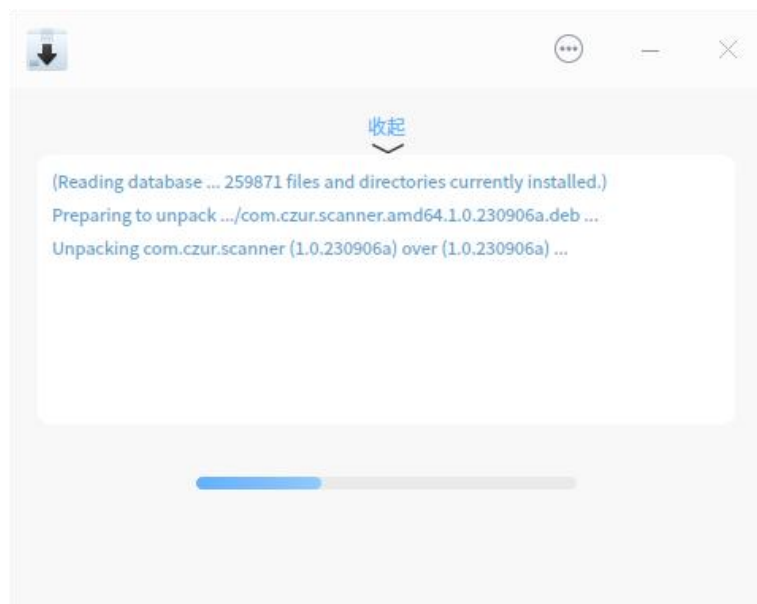 收起
(Reading database ... 259871 files and directories currently installed.)
Preparing to unpack .../com.czur.scanner.amd64.1.0.230906a.deb ...
Unpacking com.czur.scanner (1.0.230906a) over (1.0.230906a) ...